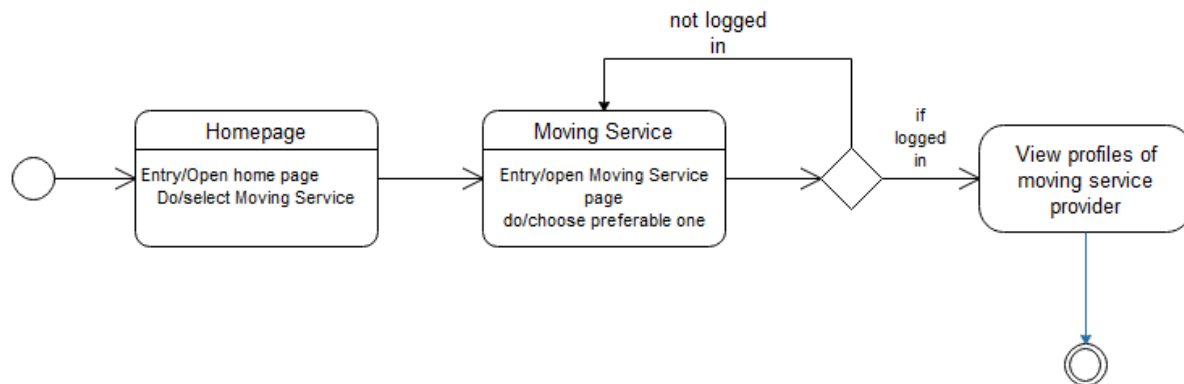 not logged
in
Homepage
Entry/Open home page
Do/select Moving Service
Moving Service
Entry/open Moving Service
page
do/choose preferable one
if
logged
in
View profiles of
moving service
provider